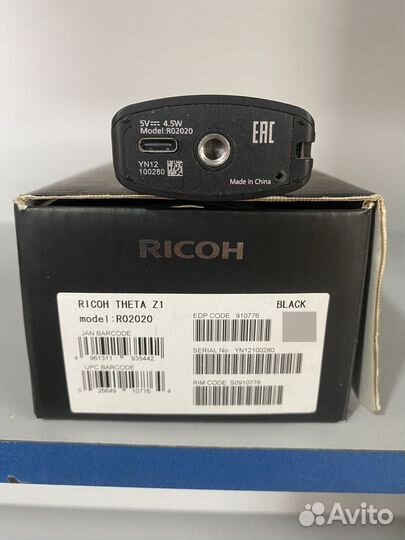 5V⎓ 4.5W
Model:R02020
YN12
100280
EAC
Made in China
RICOH
RICOH THETA Z1
BLACK
model:R02020
EDP CODE 910776
JAN BARCODE
4 961311 935442
SERIAL No: YN12100280
UPC BARCODE
0 26649 10776 4
RIM CODE S0910776
Avito